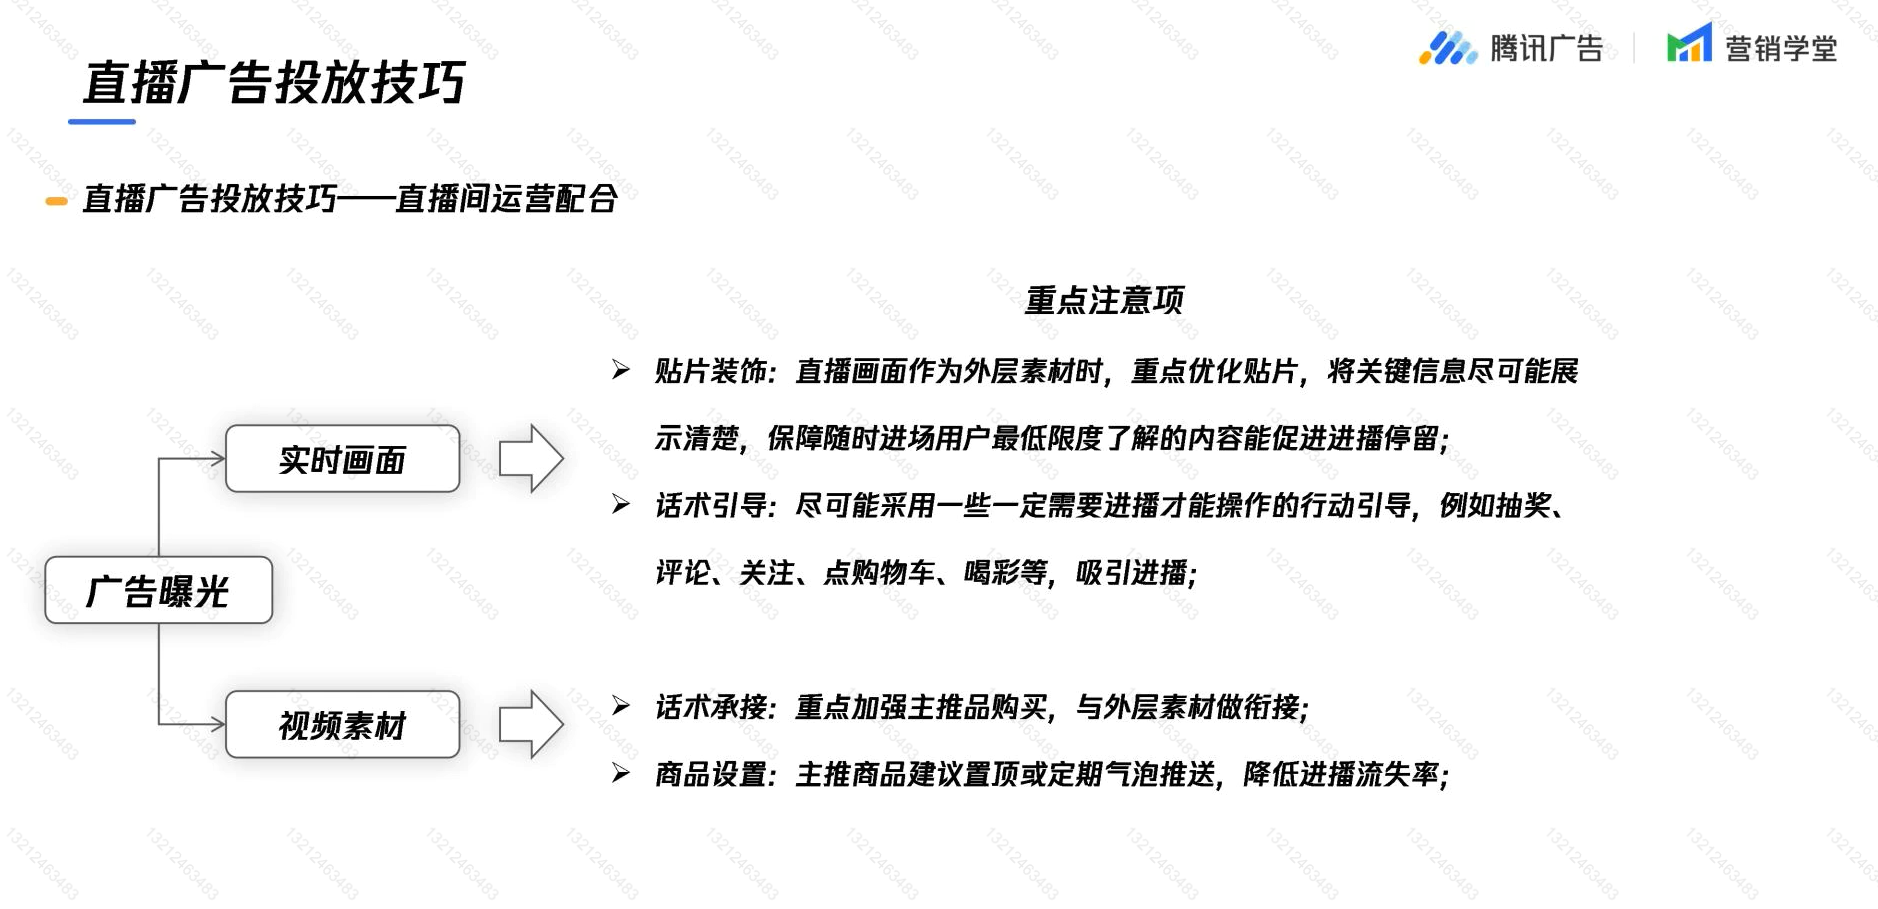 腾讯广告
营销学堂
直播广告投放技巧
直播广告投放技巧——直播间运营配合
重点注意项
贴片装饰：直播画面作为外层素材时，重点优化贴片，将关键信息尽可能展
示清楚，保障随时进场用户最低限度了解的内容能促进进播停留；
实时画面
话术引导：尽可能采用一些一定需要进播才能操作的行动引导，例如抽奖、
评论、关注、点购物车、喝彩等，吸引进播；
广告曝光
话术承接：重点加强主推品购买，与外层素材做衔接；
视频素材
商品设置：主推商品建议置顶或定期气泡推送，降低进播流失率；
13212463483